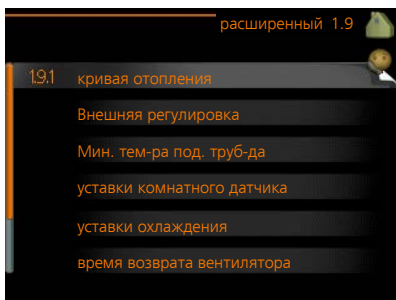 расширенный 1.9
1.9.1 кривая отопления
Внешняя регулировка
Мин. тем-ра под. труб-да
уставки комнатного датчика
уставки охлаждения
время возврата вентилятора